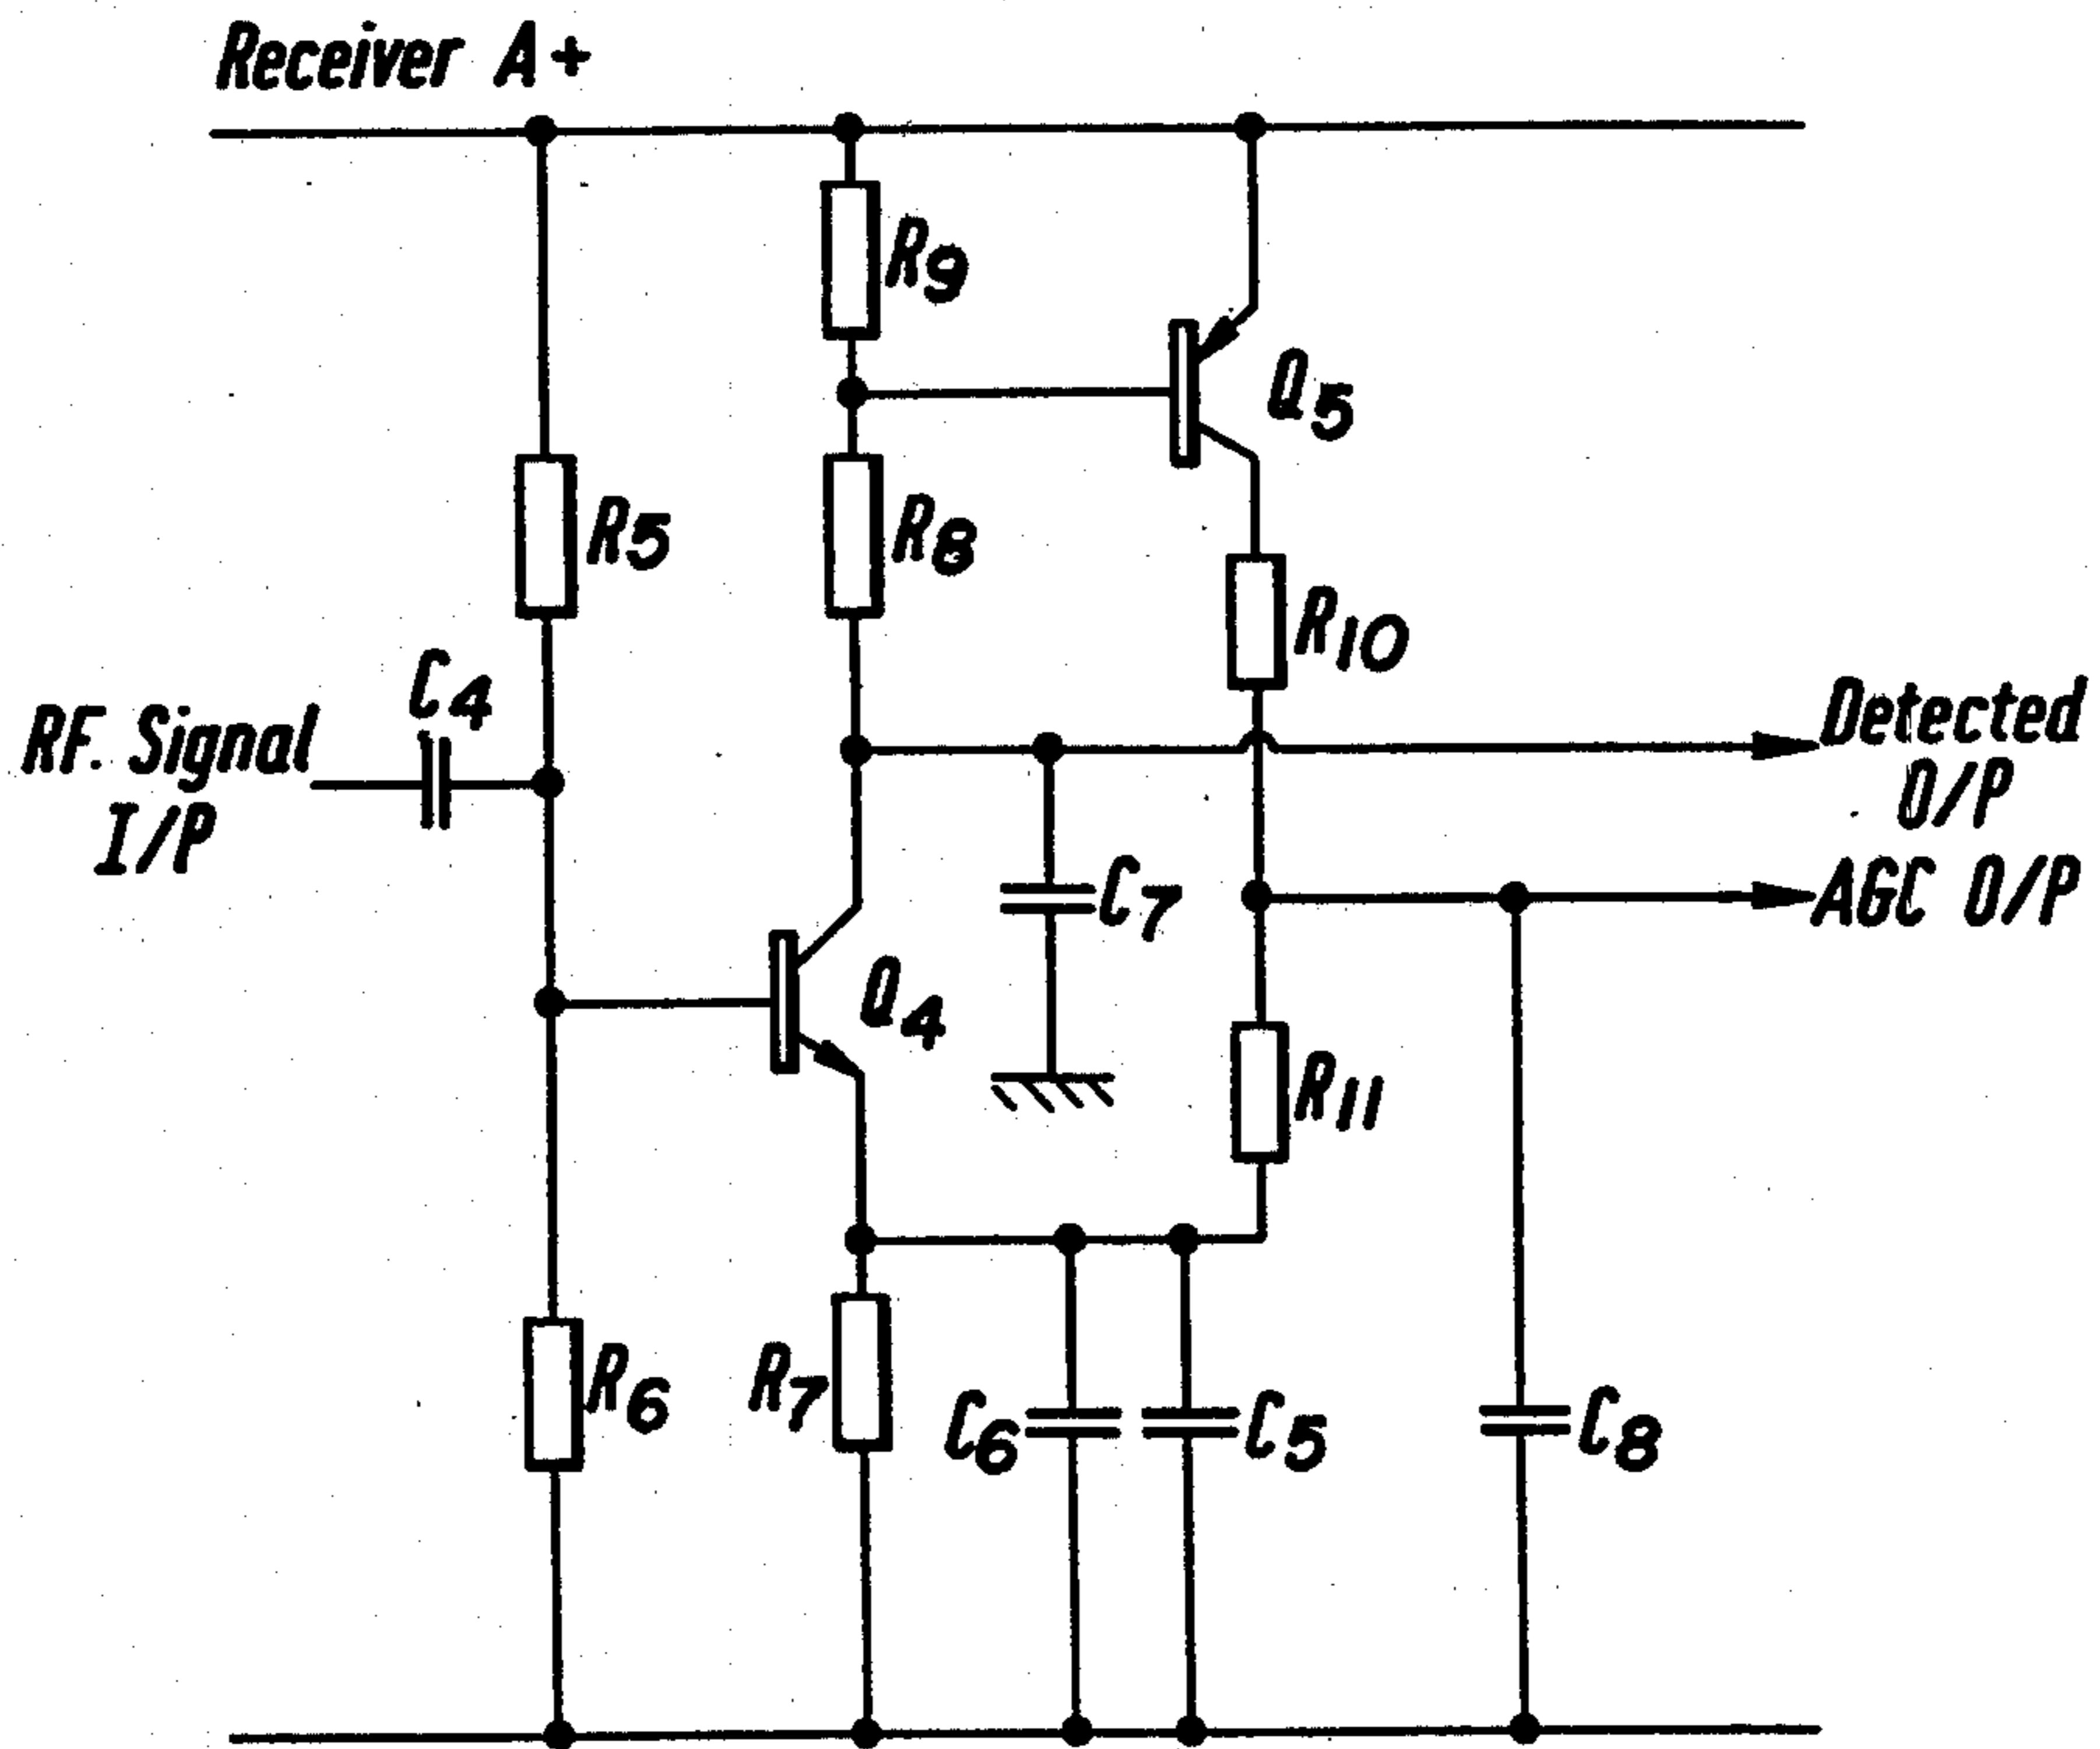 Receiver A+
R9
Q5
R5
R8
R10
C4
RF. Signal
I/P
Detected
O/P
C7
AGC O/P
Q4
R11
R6
R7
C6
C5
C8